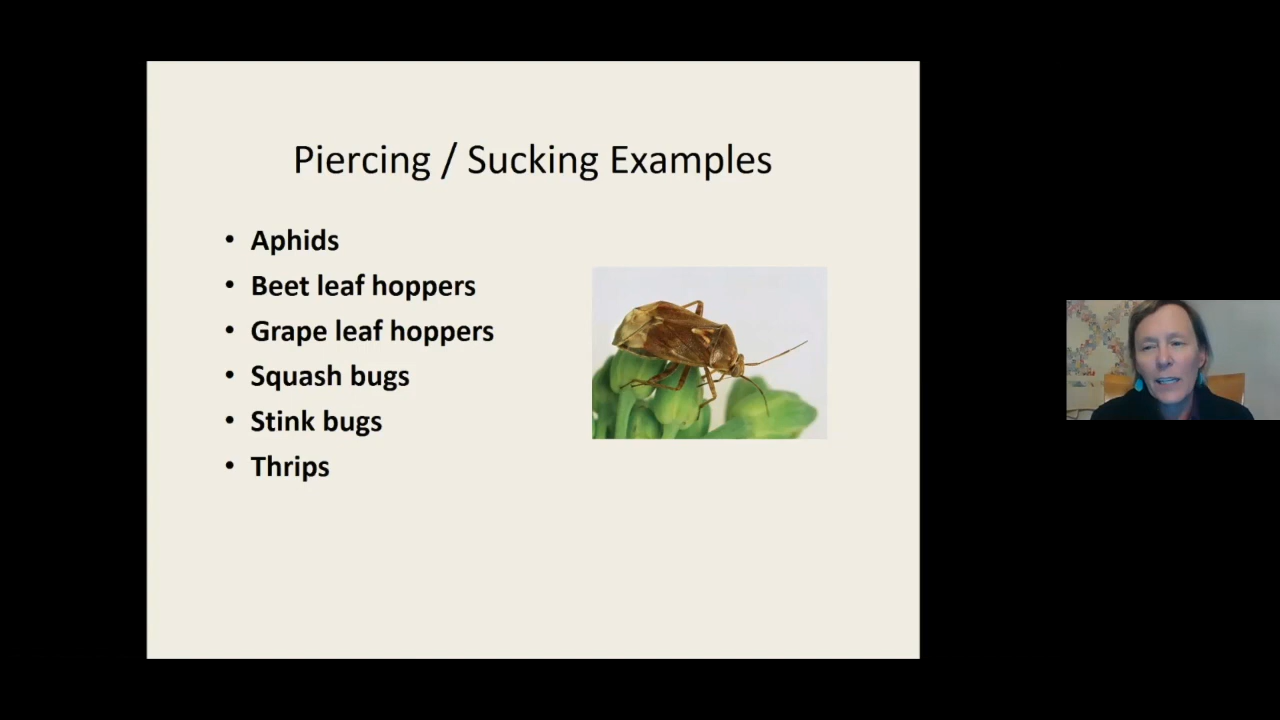 Piercing / Sucking Examples
• Aphids
• Beet leaf hoppers
• Grape leaf hoppers
• Squash bugs
• Stink bugs
• Thrips